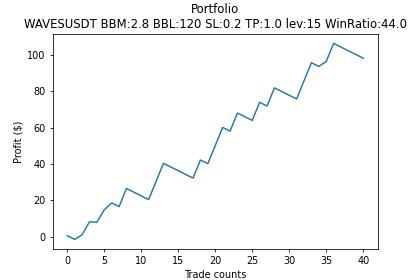 Portfolio
WAVESUSDT BBM:2.8 BBL:120 SL:0.2 TP:1.0 lev:15 WinRatio:44.0
100
80
60
40
20
0
Profit ($)
0 5 10 15 20 25 30 35 40
Trade counts